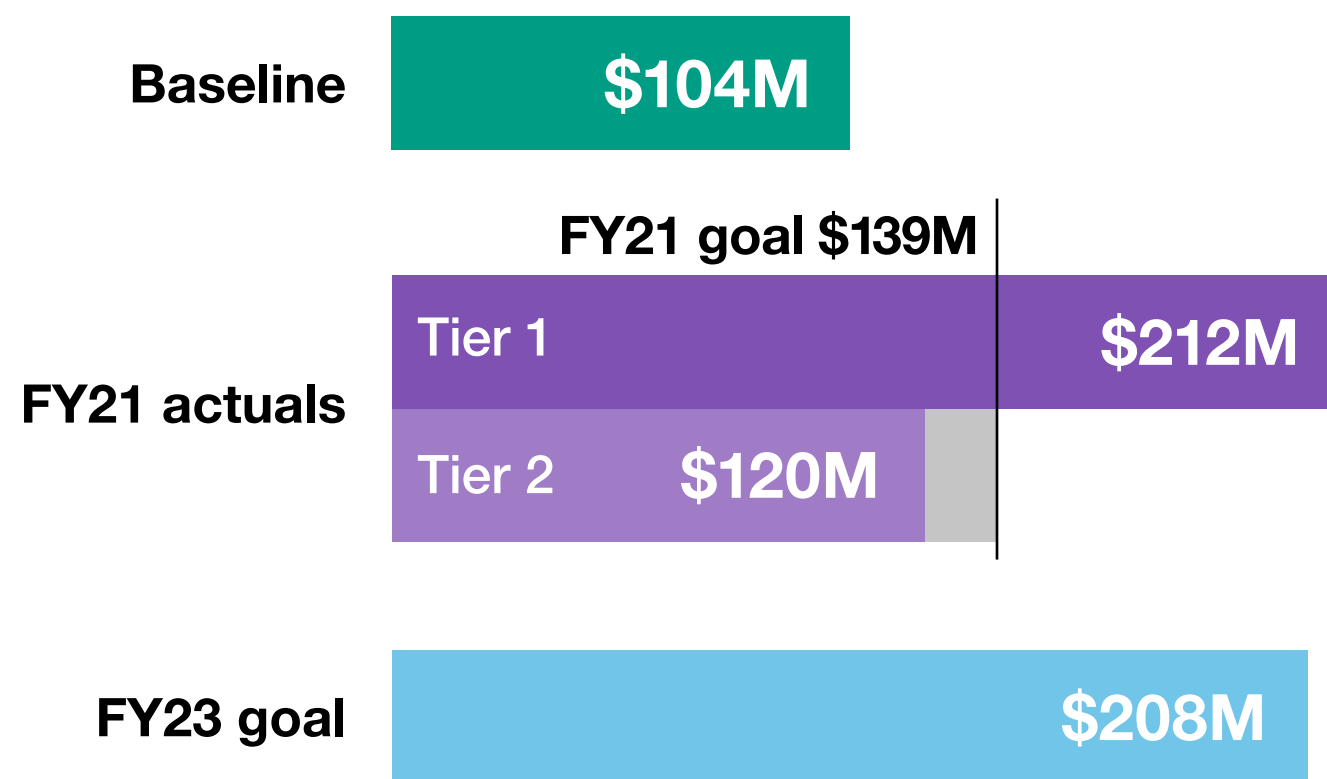 Baseline
$104M
FY21 goal $139M
FY21 actuals
Tier 1
$212M
Tier 2
$120M
FY23 goal
$208M